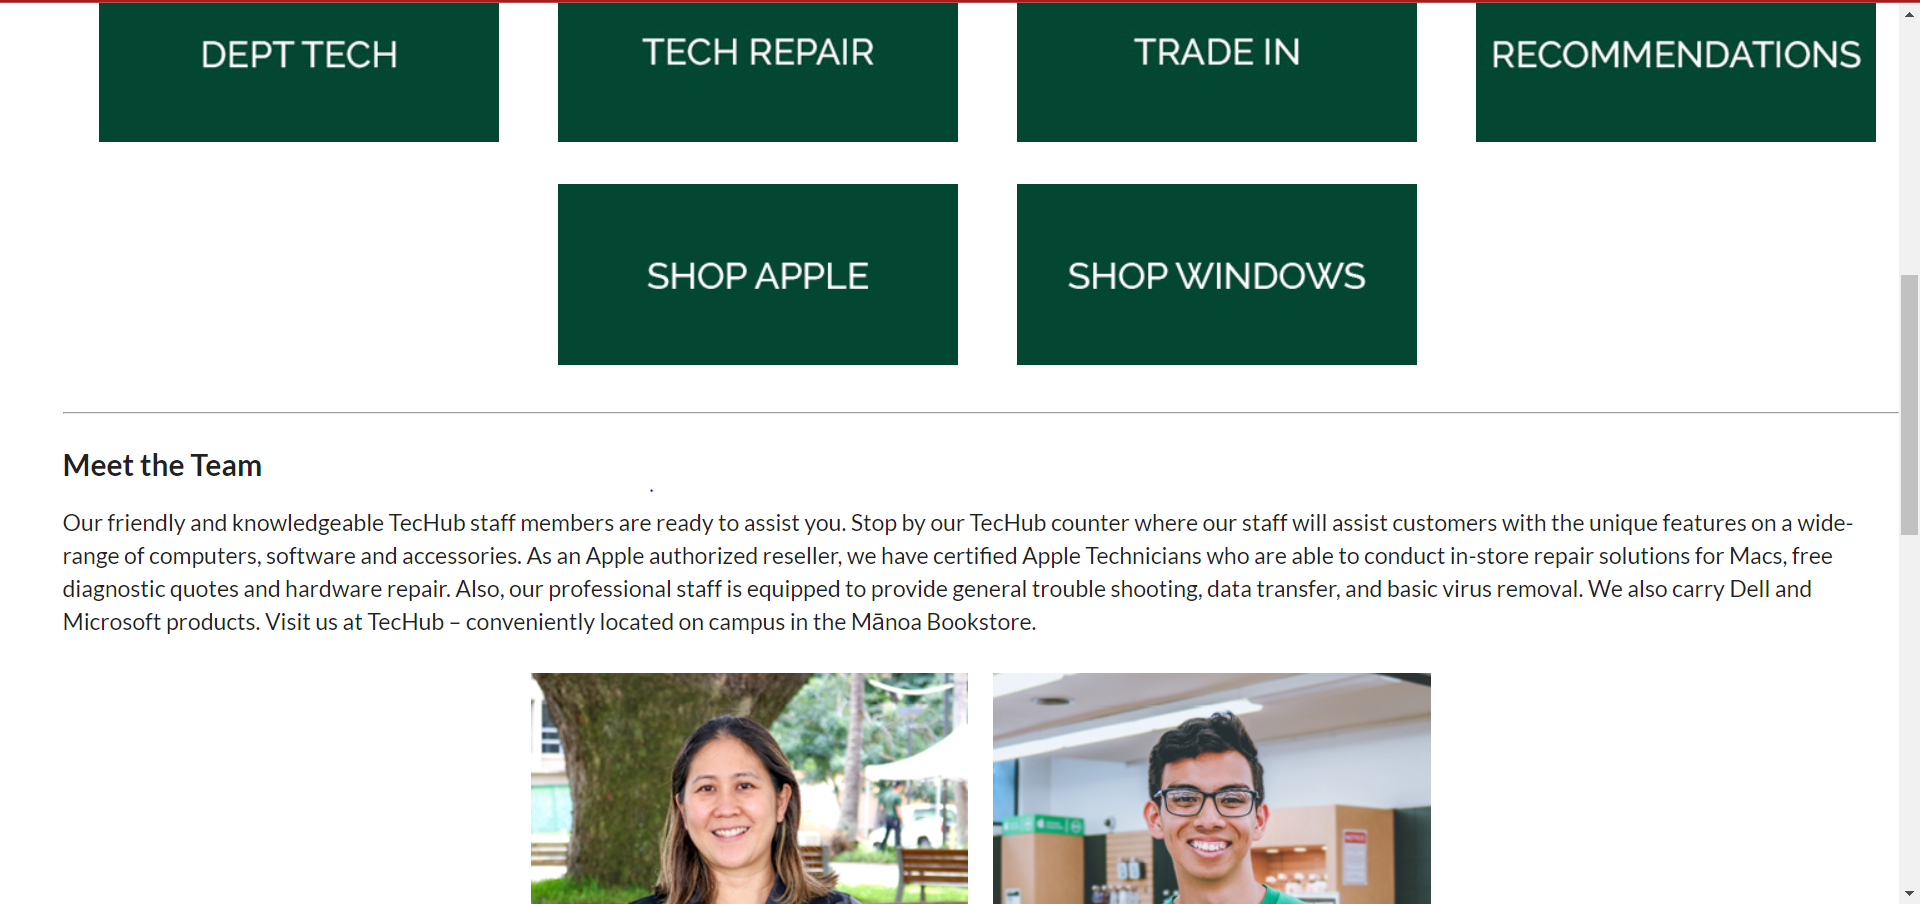 DEPT TECH
TECH REPAIR
TRADE IN
RECOMMENDATIONS
SHOP APPLE
SHOP WINDOWS
Meet the Team
Our friendly and knowledgeable TecHub staff members are ready to assist you. Stop by our TecHub counter where our staff will assist customers with the unique features on a wide-
range of computers, software and accessories. As an Apple authorized reseller, we have certified Apple Technicians who are able to conduct in-store repair solutions for Macs, free
diagnostic quotes and hardware repair. Also, our professional staff is equipped to provide general trouble shooting, data transfer, and basic virus removal. We also carry Dell and
Microsoft products. Visit us at TecHub – conveniently located on campus in the Mānoa Bookstore.
NOTICE